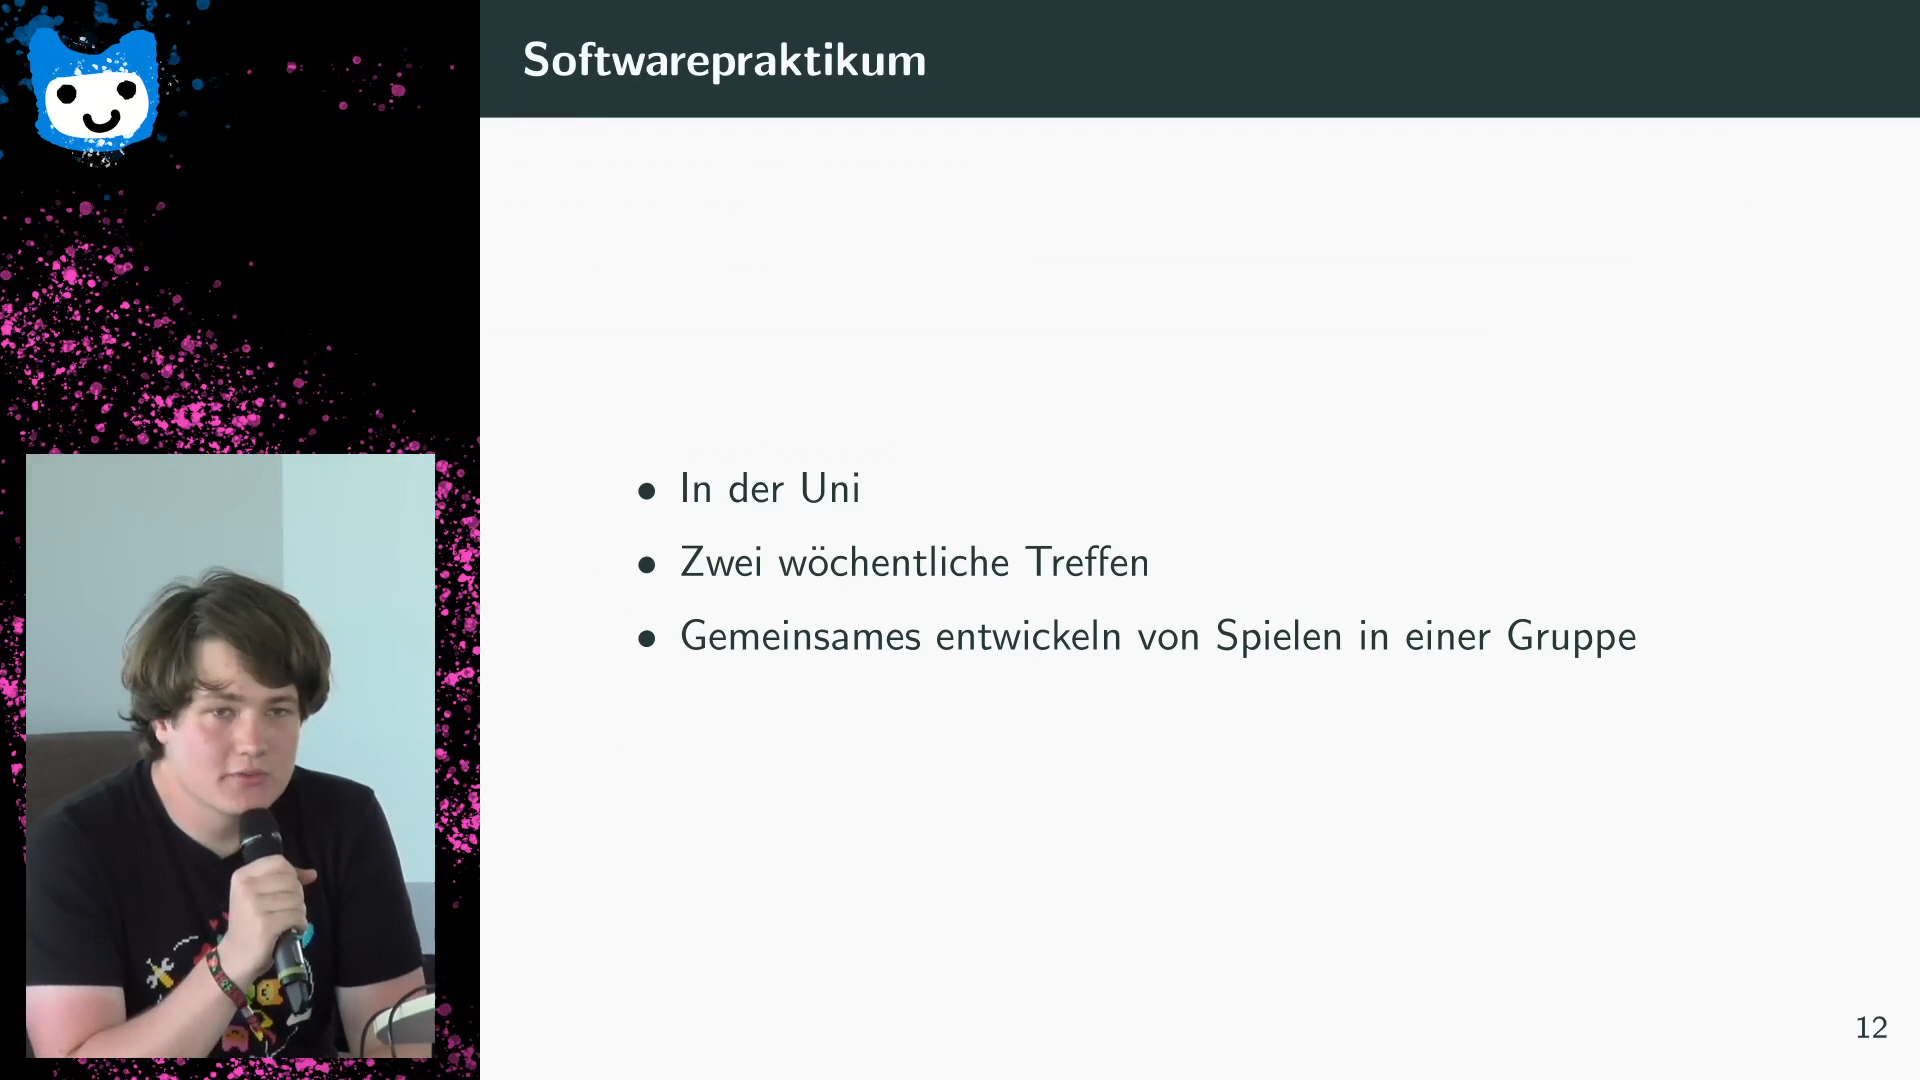 Softwarepraktikum
• In der Uni
• Zwei wöchentliche Treffen
• Gemeinsames entwickeln von Spielen in einer Gruppe
12